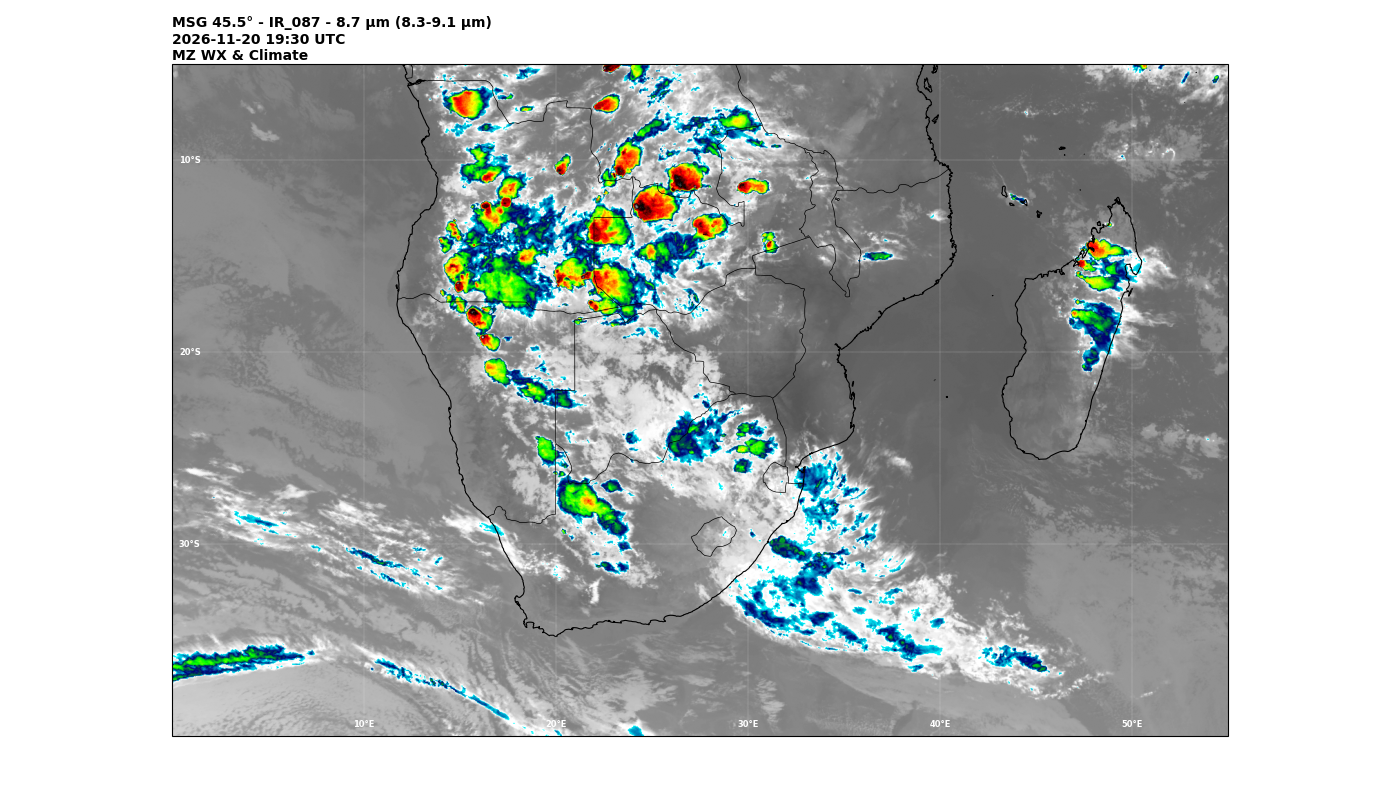 MSG 45.5° - IR_087 - 8.7 µm (8.3-9.1 µm)
2026-11-20 19:30 UTC
MZ WX & Climate
10°S
20°S
30°S
10°E
20°E
30°E
40°E
50°E